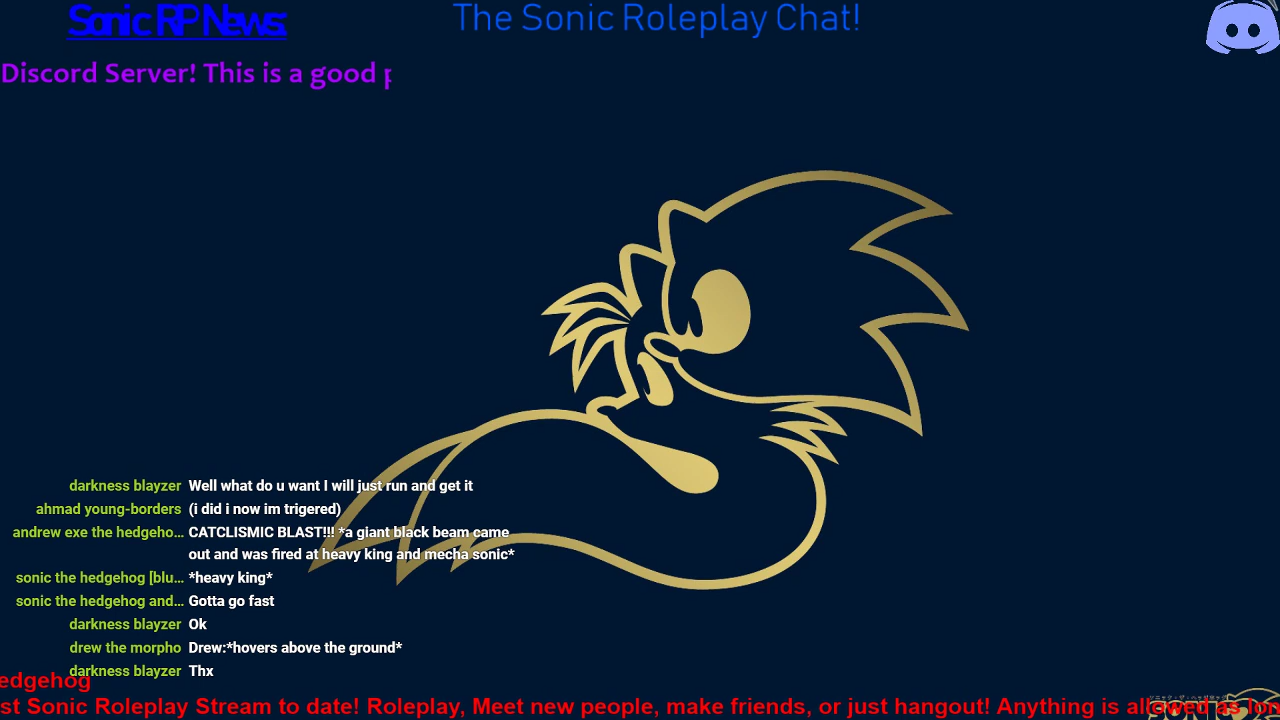 Sonic RP News:
The Sonic Roleplay Chat!
Discord Server! This is a good p
darkness blayzer Well what do u want I will just run and get it
ahmad young-borders (i did i now im trigered)
andrew exe the hedgeho... CATCLISMIC BLAST!!! *a giant black beam came
out and was fired at heavy king and mecha sonic*
sonic the hedgehog [blu... *heavy king*
sonic the hedgehog and... Gotta go fast
darkness blayzer Ok
drew the morpho Drew:*hovers above the ground*
darkness blayzer Thx
edgehog
st Sonic Roleplay Stream to date! Roleplay, Meet new people, make friends, or just hangout! Anything is allowed as lon